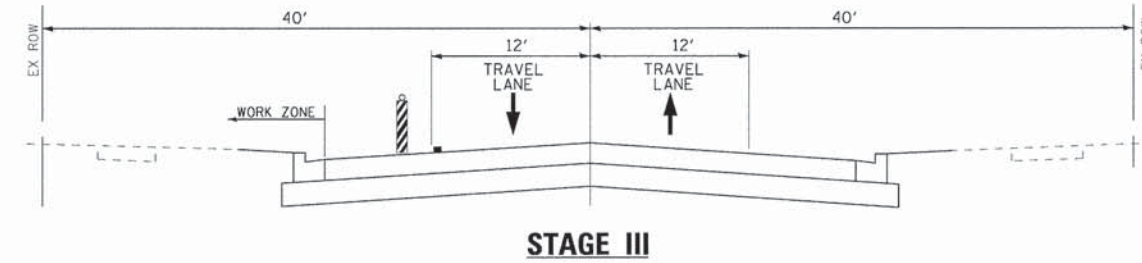 40'
40'
12'
12'
EX ROW
TRAVEL
LANE
TRAVEL
LANE
WORK ZONE
STAGE III